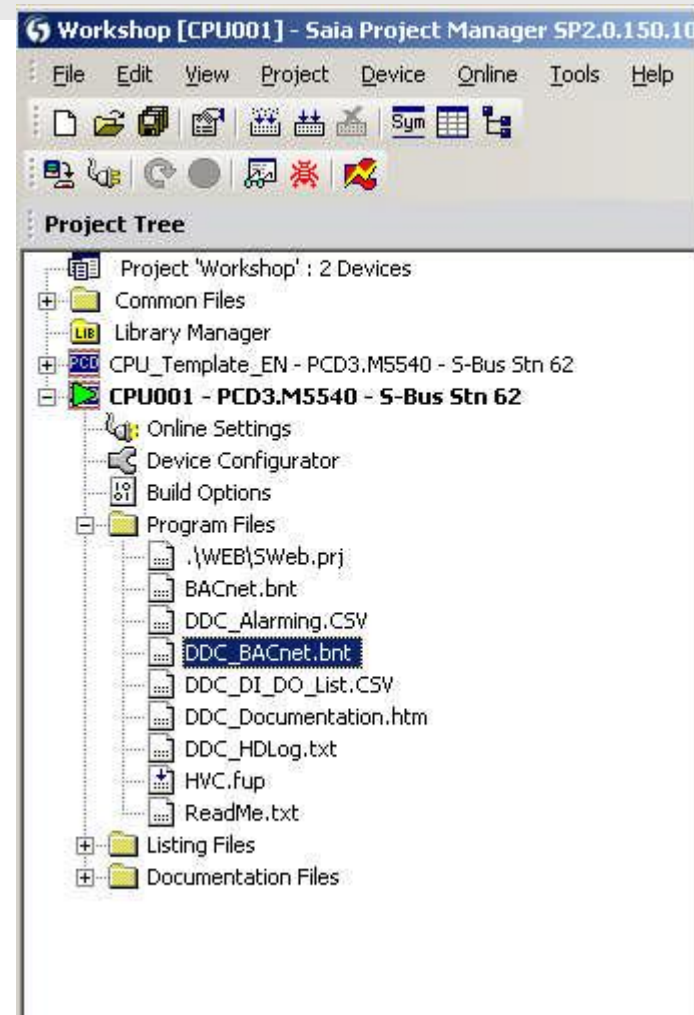 Workshop [CPU001] - Saia Project Manager SP2.0.150.10
File Edit View Project Device Online Tools Help
Sym
Project Tree
Project 'Workshop' : 2 Devices
Common Files
LIB Library Manager
PCD CPU_Template_EN - PCD3.M5540 - S-Bus Stn 62
CPU001 - PCD3.M5540 - S-Bus Stn 62
Online Settings
Device Configurator
Build Options
Program Files
.\WEB\SWeb.prj
BACnet.bnt
DDC_Alarming.CSV
DDC_BACnet.bnt
DDC_DI_DO_List.CSV
DDC_Documentation.htm
DDC_HDLog.txt
HVC.fup
ReadMe.txt
Listing Files
Documentation Files